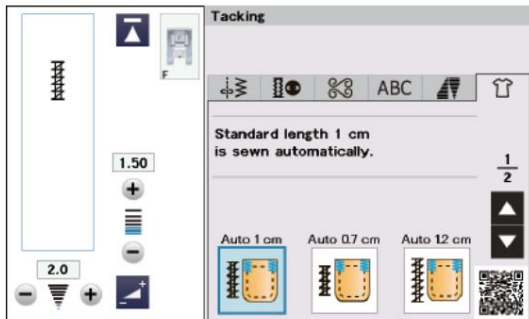 Tacking
F
ABC
Standard length 1 cm
is sewn automatically.
1.50
1
2
Auto 1 cm
Auto 0.7 cm
Auto 1.2 cm
2.0